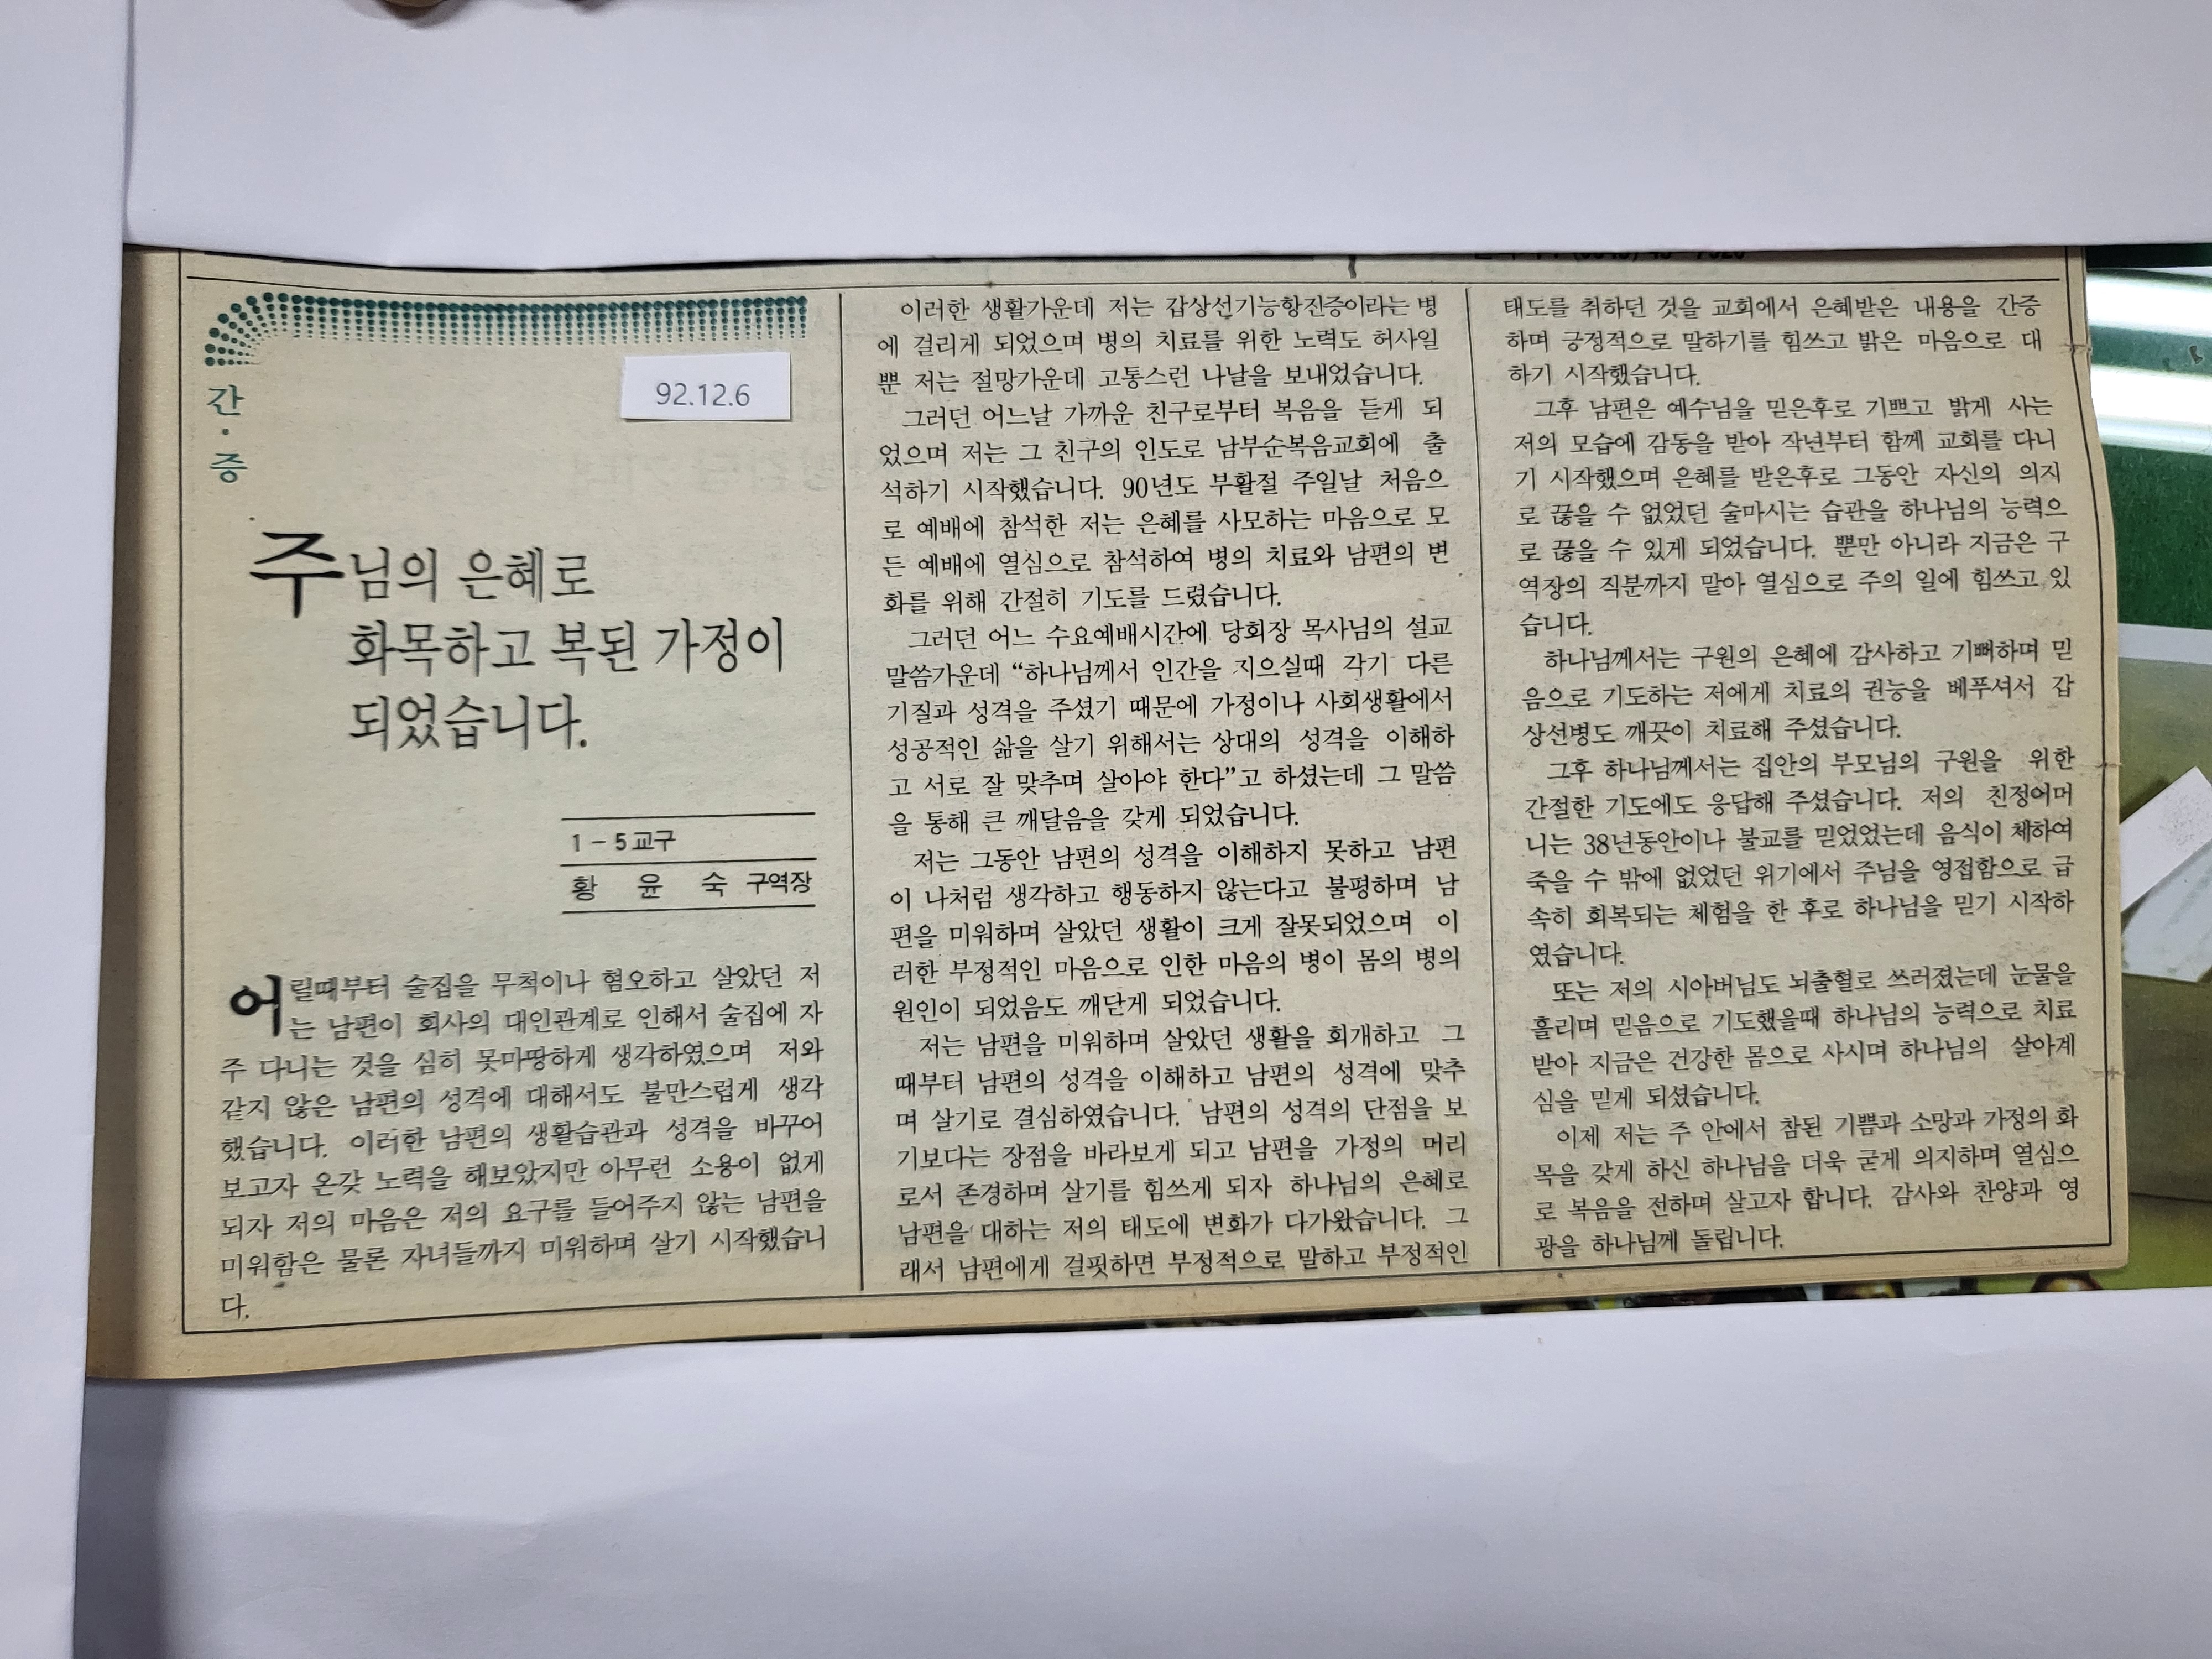 간·증
92.12.6
주님의 은혜로
화목하고 복된 가정이
되었습니다.
1-5교구
황 윤 숙 구역장
어릴때부터 술집을 무척이나 혐오하고 살았던 저
는 남편이 회사의 대인관계로 인해서 술집에 자
주 다니는 것을 심히 못마땅하게 생각하였으며 저와
같지 않은 남편의 성격에 대해서도 불만스럽게 생각
했습니다. 이러한 남편의 생활습관과 성격을 바꾸어
보고자 온갖 노력을 해보았지만 아무런 소용이 없게
되자 저의 마음은 저의 요구를 들어주지 않는 남편을
미워함은 물론 자녀들까지 미워하며 살기 시작했습니
다.
이러한 생활가운데 저는 갑상선기능항진증이라는 병
에 걸리게 되었으며 병의 치료를 위한 노력도 허사일
뿐 저는 절망가운데 고통스런 나날을 보내었습니다.
그러던 어느날 가까운 친구로부터 복음을 듣게 되
었으며 저는 그 친구의 인도로 남부순복음교회에 출
석하기 시작했습니다. 90년도 부활절 주일날 처음으
로 예배에 참석한 저는 은혜를 사모하는 마음으로 모
든 예배에 열심으로 참석하여 병의 치료와 남편의 변
화를 위해 간절히 기도를 드렸습니다.
그러던 어느 수요예배시간에 당회장 목사님의 설교
말씀가운데 “하나님께서 인간을 지으실때 각기 다른
기질과 성격을 주셨기 때문에 가정이나 사회생활에서
성공적인 삶을 살기 위해서는 상대의 성격을 이해하
고 서로 잘 맞추며 살아야 한다”고 하셨는데 그 말씀
을 통해 큰 깨달음을 갖게 되었습니다.
저는 그동안 남편의 성격을 이해하지 못하고 남편
이 나처럼 생각하고 행동하지 않는다고 불평하며 남
편을 미워하며 살았던 생활이 크게 잘못되었으며 이
러한 부정적인 마음으로 인한 마음의 병이 몸의 병의
원인이 되었음도 깨닫게 되었습니다.
저는 남편을 미워하며 살았던 생활을 회개하고 그
때부터 남편의 성격을 이해하고 남편의 성격에 맞추
며 살기로 결심하였습니다. 남편의 성격의 단점을 보
기보다는 장점을 바라보게 되고 남편을 가정의 머리
로서 존경하며 살기를 힘쓰게 되자 하나님의 은혜로
남편을 대하는 저의 태도에 변화가 다가왔습니다. 그
래서 남편에게 걸핏하면 부정적으로 말하고 부정적인
태도를 취하던 것을 교회에서 은혜받은 내용을 간증
하며 긍정적으로 말하기를 힘쓰고 밝은 마음으로 대
하기 시작했습니다.
그후 남편은 예수님을 믿은후로 기쁘고 밝게 사는
저의 모습에 감동을 받아 작년부터 함께 교회를 다니
기 시작했으며 은혜를 받은후로 그동안 자신의 의지
로 끊을 수 없었던 술마시는 습관을 하나님의 능력으
로 끊을 수 있게 되었습니다. 뿐만 아니라 지금은 구
역장의 직분까지 맡아 열심으로 주의 일에 힘쓰고 있
습니다.
하나님께서는 구원의 은혜에 감사하고 기뻐하며 믿
음으로 기도하는 저에게 치료의 권능을 베푸셔서 갑
상선병도 깨끗이 치료해 주셨습니다.
그후 하나님께서는 집안의 부모님의 구원을 위한
간절한 기도에도 응답해 주셨습니다. 저의 친정어머
니는 38년동안이나 불교를 믿었었는데 음식이 체하여
죽을 수 밖에 없었던 위기에서 주님을 영접함으로 급
속히 회복되는 체험을 한 후로 하나님을 믿기 시작하
였습니다.
또는 저의 시아버님도 뇌출혈로 쓰러졌는데 눈물을
흘리며 믿음으로 기도했을때 하나님의 능력으로 치료
받아 지금은 건강한 몸으로 사시며 하나님의 살아계
심을 믿게 되셨습니다.
이제 저는 주 안에서 참된 기쁨과 소망과 가정의 화
목을 갖게 하신 하나님을 더욱 굳게 의지하며 열심으
로 복음을 전하며 살고자 합니다. 감사와 찬양과 영
광을 하나님께 돌립니다.